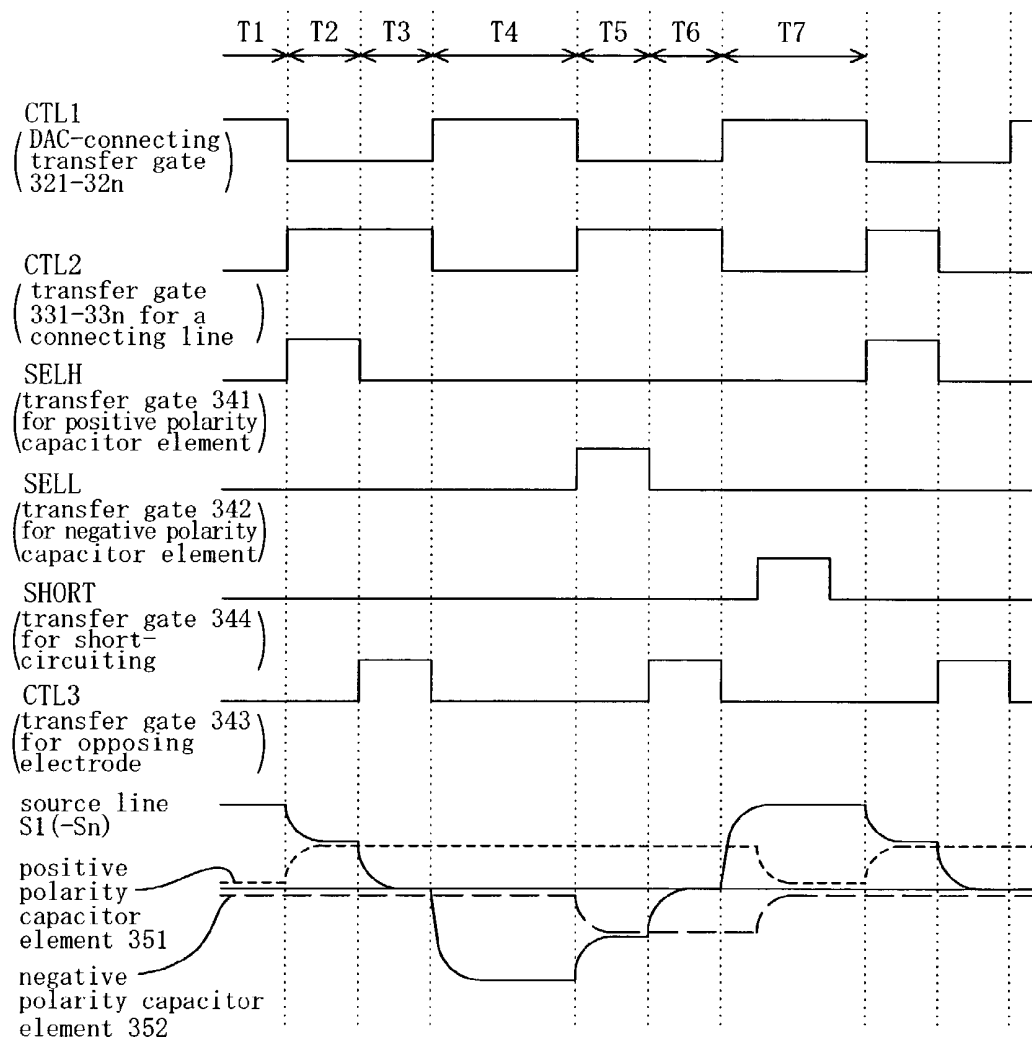 T1 T2 T3 T4 T5 T6 T7
CTL1
DAC-connecting
transfer gate
321-32n
CTL2
transfer gate
331-33n for a
connecting line
SELH
transfer gate 341
for positive polarity
capacitor element
SELL
transfer gate 342
for negative polarity
capacitor element
SHORT
transfer gate 344
for short-
circuiting
CTL3
transfer gate 343
for opposing
electrode
source line
S1(-Sn)
positive
polarity
capacitor
element 351
negative
polarity capacitor
element 352